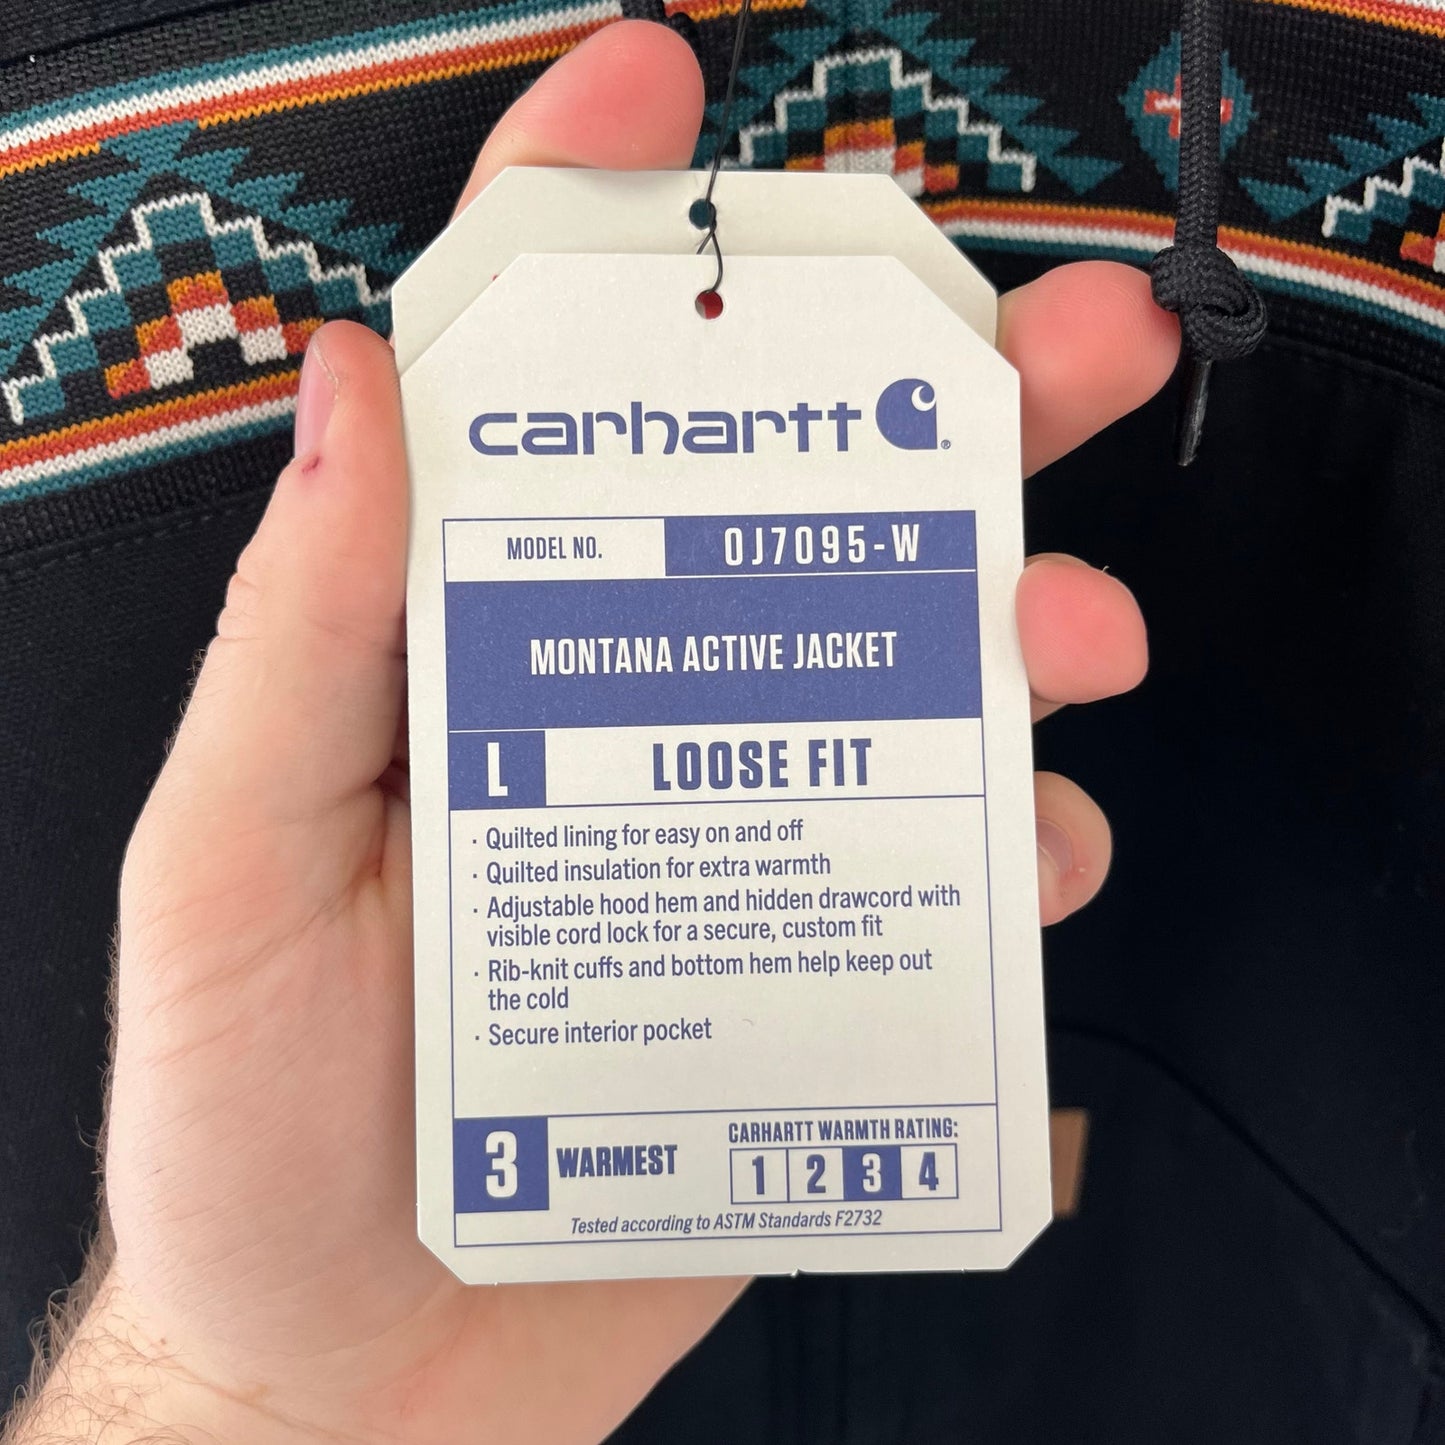 carhartt ®
MODEL NO. OJ7095-W
MONTANA ACTIVE JACKET
L LOOSE FIT
· Quilted lining for easy on and off
· Quilted insulation for extra warmth
· Adjustable hood hem and hidden drawcord with
visible cord lock for a secure, custom fit
· Rib-knit cuffs and bottom hem help keep out
the cold
· Secure interior pocket
CARHARTT WARMTH RATING:
3 WARMEST 1 2 3 4
Tested according to ASTM Standards F2732